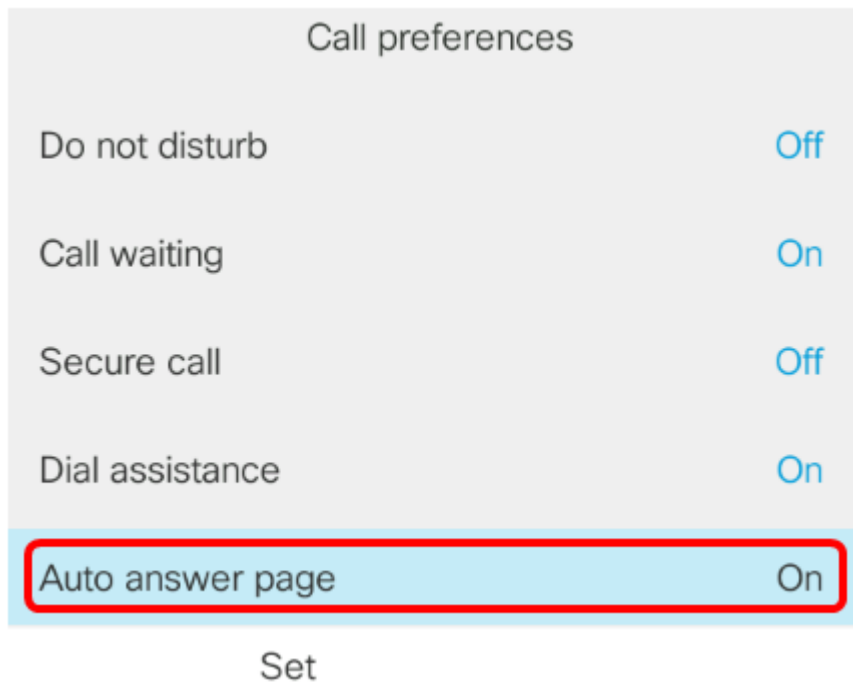 Call preferences
Do not disturb Off
Call waiting On
Secure call Off
Dial assistance On
Auto answer page On
Set